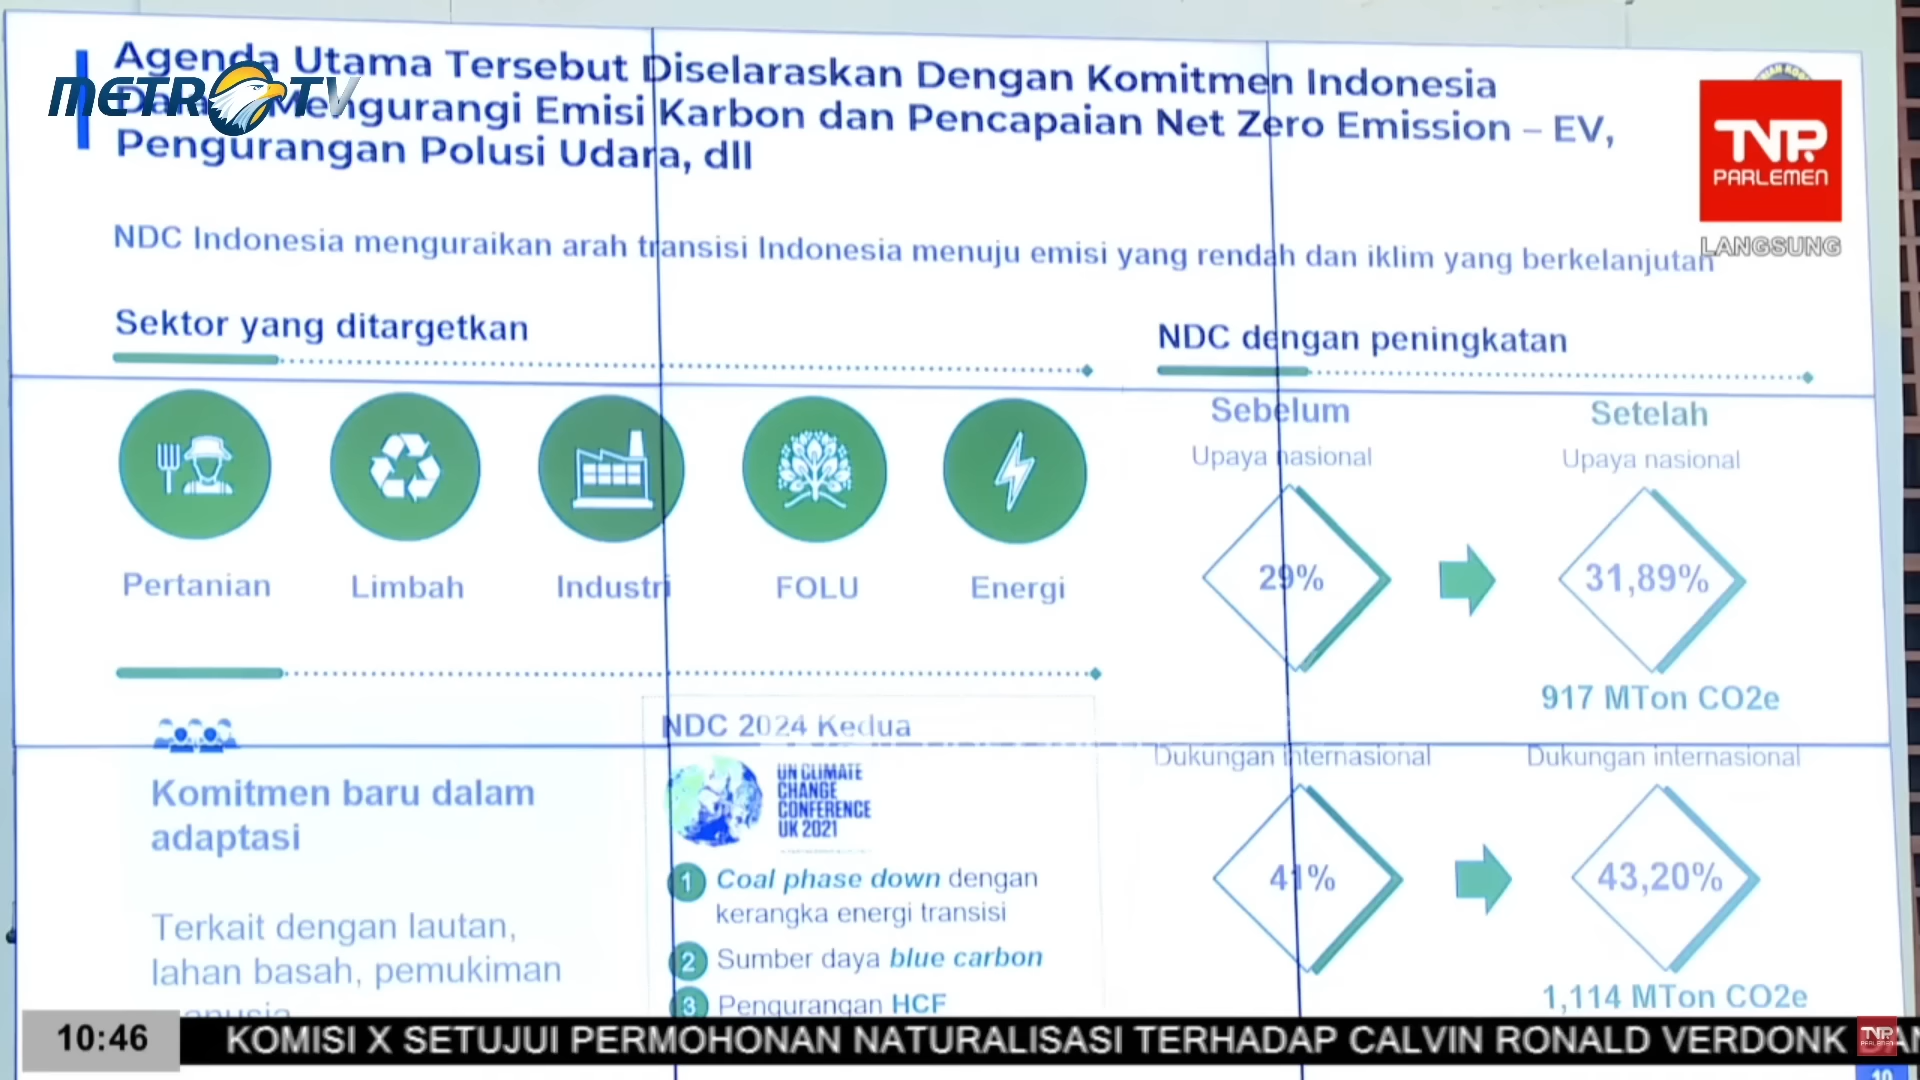 Agenda Utama Tersebut Diselaraskan Dengan Komitmen Indonesia
Mengurangi Emisi Karbon dan Pencapaian Net Zero Emission – EV,
Pengurangan Polusi Udara, dll
METRO TV
TVR
PARLEMEN
LANGSUNG
NDC Indonesia menguraikan arah transisi Indonesia menuju emisi yang rendah dan iklim yang berkelanjutan
Sektor yang ditargetkan
Pertanian
Limbah
Industri
FOLU
Energi
NDC dengan peningkatan
Sebelum
Setelah
Upaya nasional
Upaya nasional
29%
31,89%
917 MTon CO2e
Dukungan internasional
Dukungan internasional
41%
43,20%
1,114 MTon CO2e
Komitmen baru dalam
adaptasi
Terkait dengan lautan,
lahan basah, pemukiman
NDC 2024 Kedua
UN CLIMATE
CHANGE
CONFERENCE
UK 2021
1 Coal phase down dengan
kerangka energi transisi
2 Sumber daya blue carbon
3 Pengurangan HCF
10:46
KOMISI X SETUJUI PERMOHONAN NATURALISASI TERHADAP CALVIN RONALD VERDONK
TVR
PARLEMEN
10